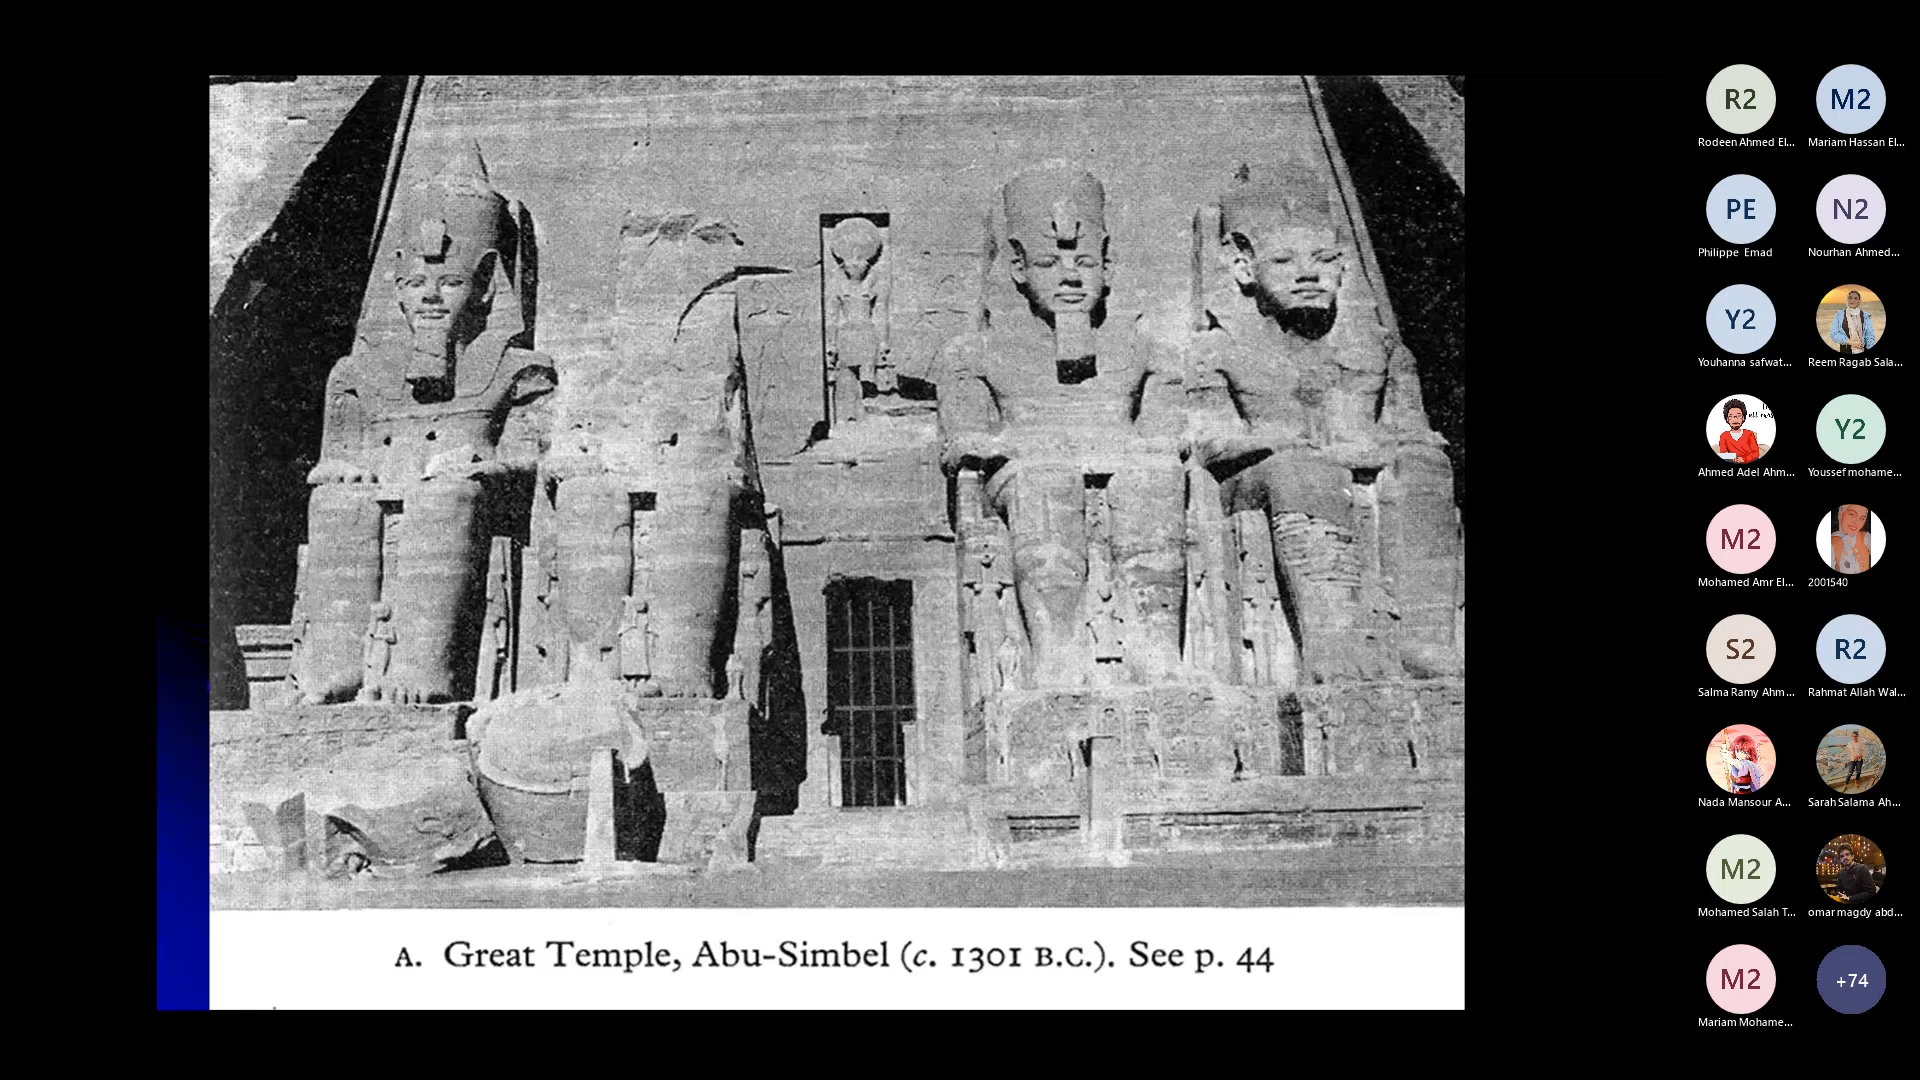 A. Great Temple, Abu-Simbel (c. 1301 B.C.). See p. 44
R2
M2
Rodeen Ahmed El...
Mariam Hassan El...
PE
N2
Philippe Emad
Nourhan Ahmed...
Y2
Youhanna safwat...
Reem Ragab Sala...
Y2
Ahmed Adel Ahm...
Youssef mohame...
M2
Mohamed Amr El...
2001540
S2
R2
Salma Ramy Ahm...
Rahmat Allah Wal...
Nada Mansour A...
Sarah Salama Ah...
M2
Mohamed Salah T...
omar magdy abd...
M2
+74
Mariam Mohame...